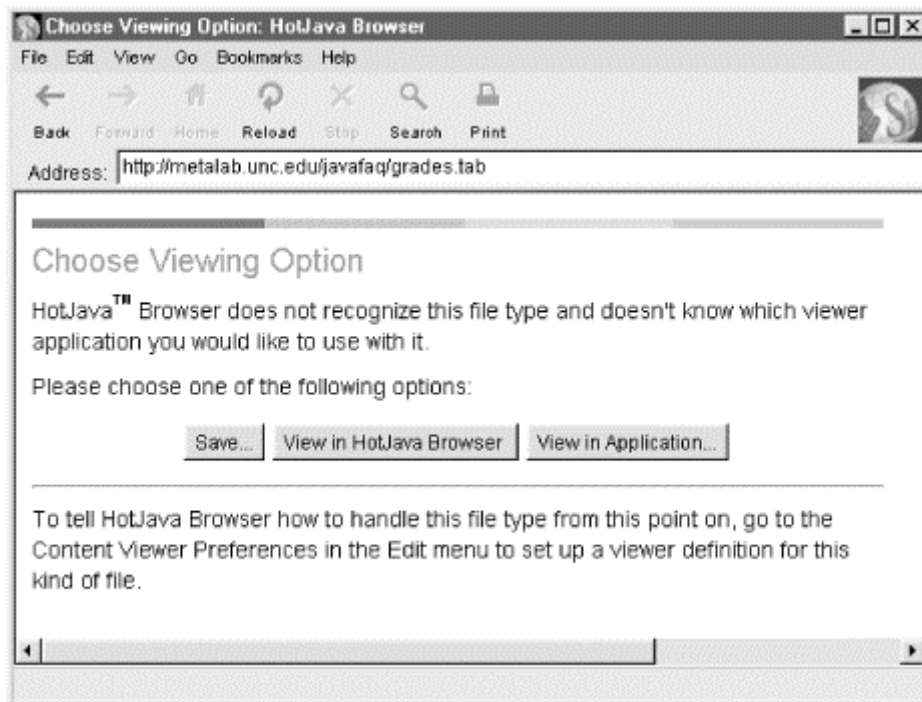 Choose Viewing Option: HotJava Browser
File Edit View Go Bookmarks Help
Back Forward Home Reload Stop Search Print
Address: http://metalab.unc.edu/javafaq/grades.tab
Choose Viewing Option
HotJava™ Browser does not recognize this file type and doesn't know which viewer
application you would like to use with it.
Please choose one of the following options:
Save... View in HotJava Browser View in Application...
To tell HotJava Browser how to handle this file type from this point on, go to the
Content Viewer Preferences in the Edit menu to set up a viewer definition for this
kind of file.